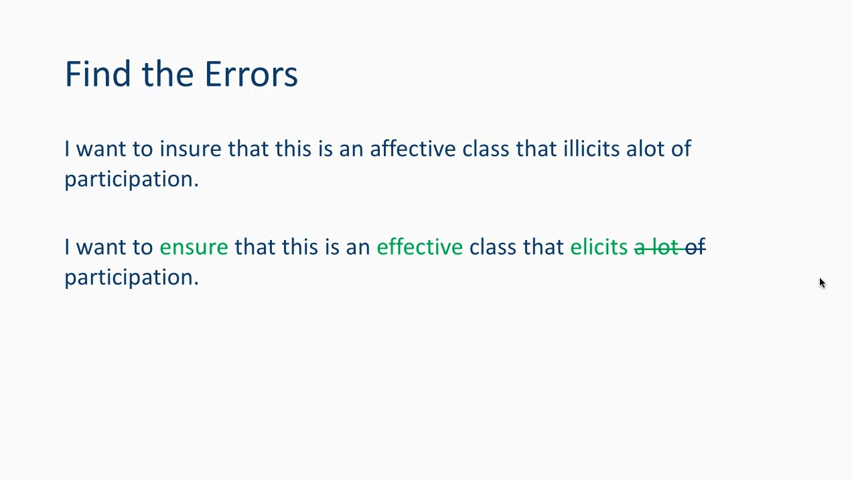 Find the Errors
I want to insure that this is an affective class that illicits alot of
participation.
I want to ensure that this is an effective class that elicits a lot of
participation.